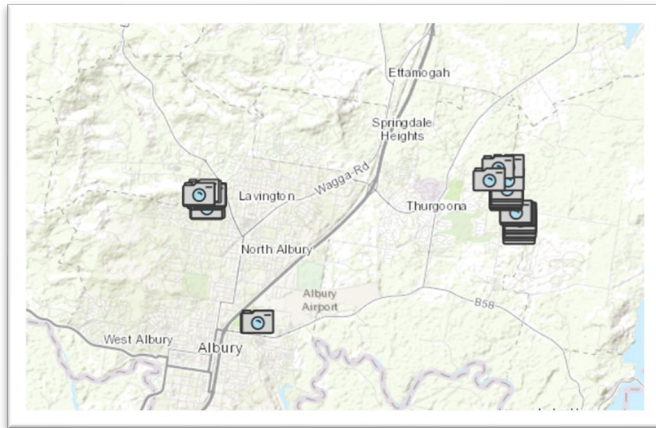 Ettamogah
Springdale
Heights
Wagga-Rd
Lavington
Thurgoona
North Albury
Albury
Airport
B58
West Albury
Albury